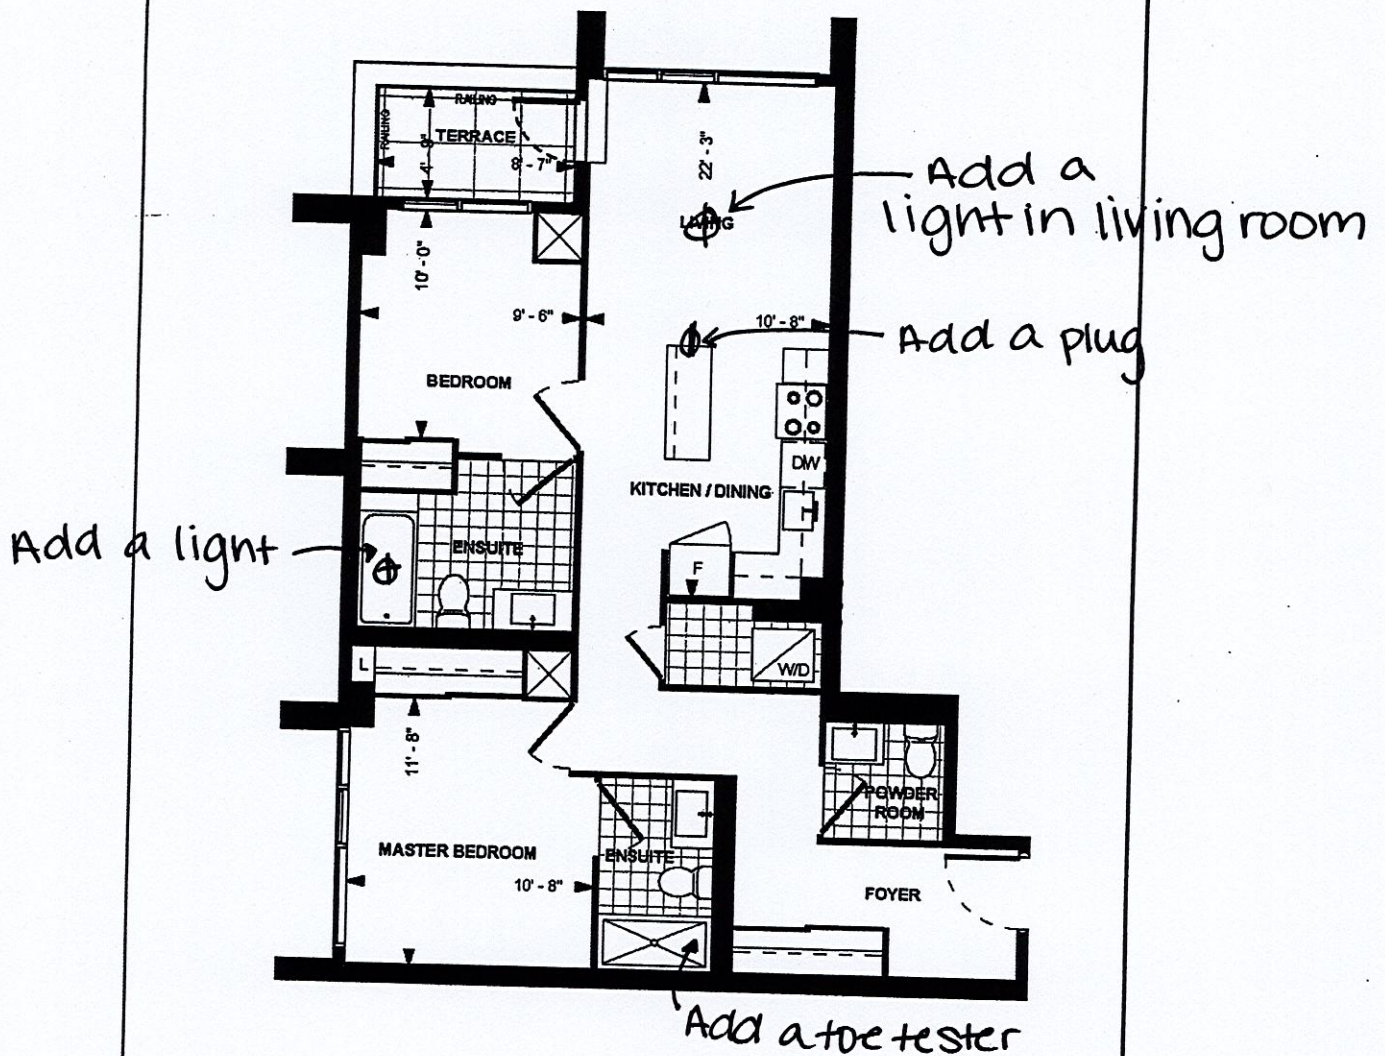 RAILING
RAILING
TERRACE
4' - 9"
8' - 7"
22' - 3"
Add a
light in living room
LIVING
10' - 0"
9' - 6"
10' - 8"
Add a plug
BEDROOM
DW
KITCHEN / DINING
Add a light
ENSUITE
F
L
W/D
11' - 8"
POWDER
ROOM
MASTER BEDROOM
ENSUITE
10' - 8"
FOYER
Add a toe tester